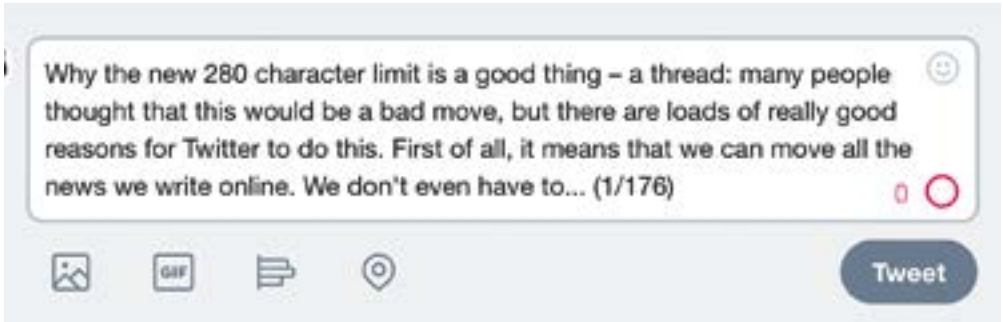 Why the new 280 character limit is a good thing – a thread: many people
thought that this would be a bad move, but there are loads of really good
reasons for Twitter to do this. First of all, it means that we can move all the
news we write online. We don't even have to... (1/176)
0
GIF
Tweet